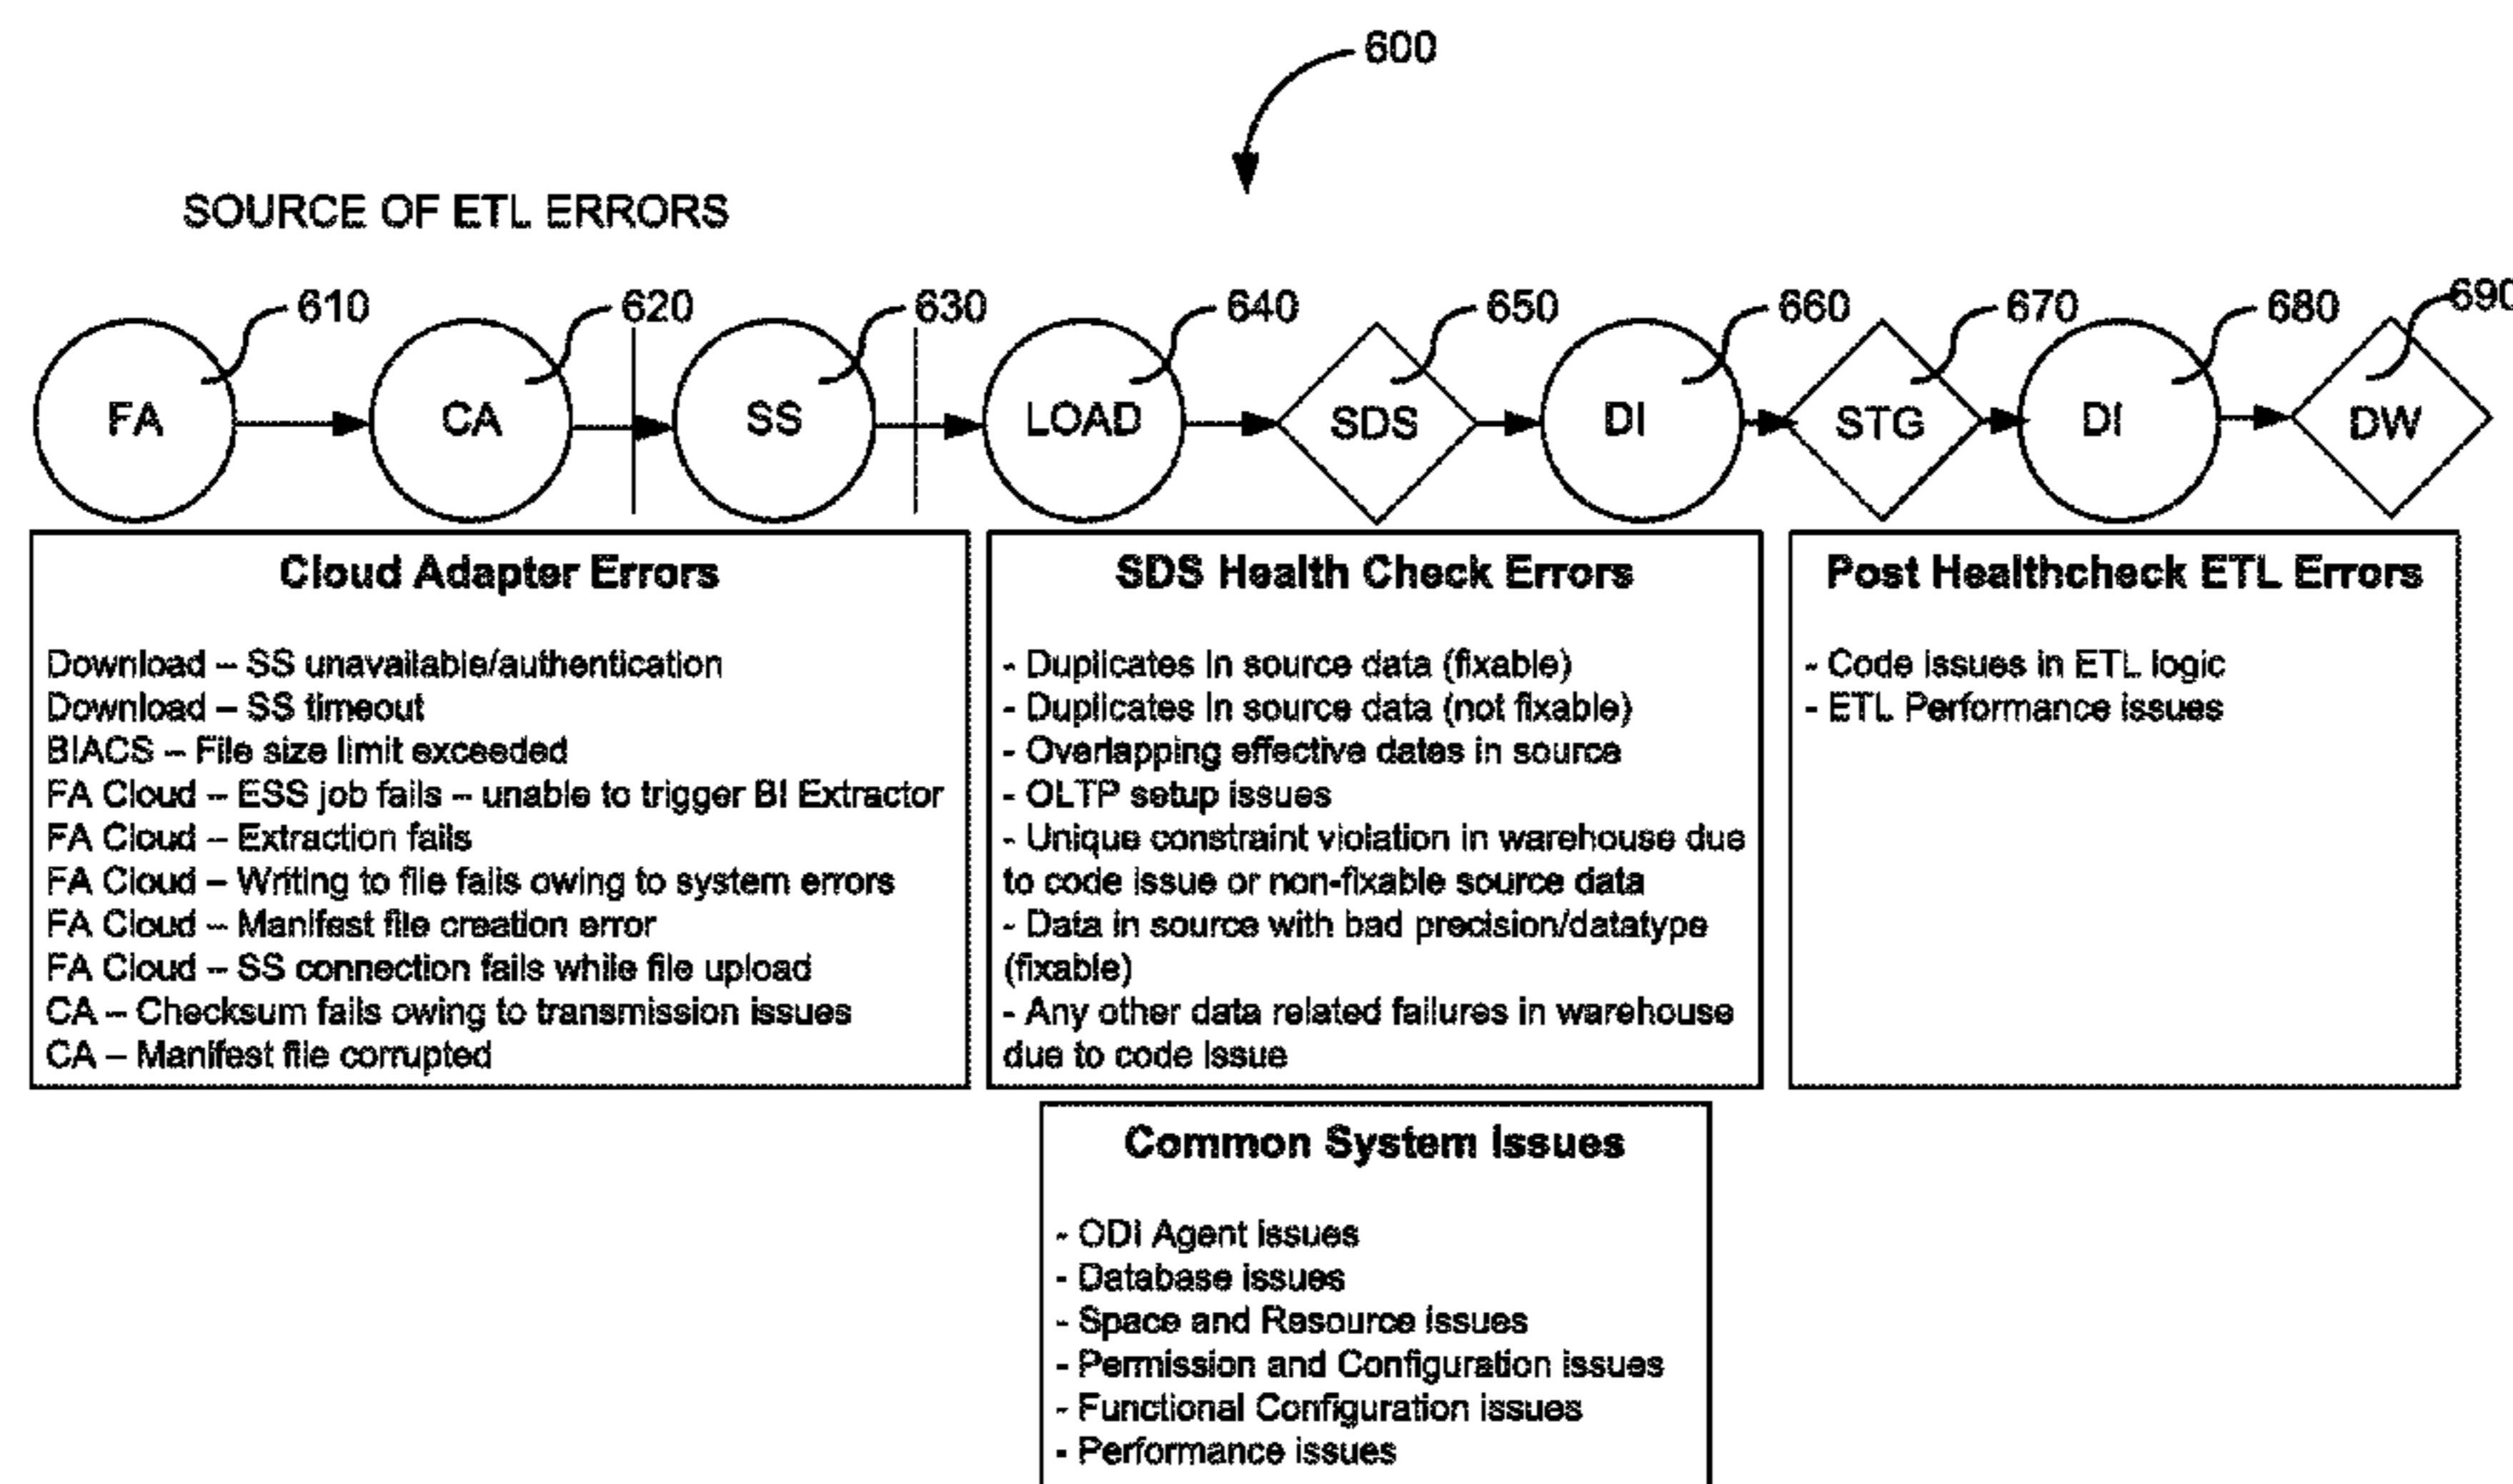 600
SOURCE OF ETL ERRORS
610
620
630
640
650
660
670
680
690
FA
CA
SS
LOAD
SDS
DI
STG
DI
DW
Cloud Adapter Errors
Download – SS unavailable/authentication
Download – SS timeout
BIACS – File size limit exceeded
FA Cloud – ESS job fails – unable to trigger BI Extractor
FA Cloud – Extraction fails
FA Cloud – Writing to file fails owing to system errors
FA Cloud – Manifest file creation error
FA Cloud – SS connection fails while file upload
CA – Checksum fails owing to transmission issues
CA – Manifest file corrupted
SDS Health Check Errors
- Duplicates in source data (fixable)
- Duplicates in source data (not fixable)
- Overlapping effective dates in source
- OLTP setup issues
- Unique constraint violation in warehouse due
to code issue or non-fixable source data
- Data in source with bad precision/datatype
(fixable)
- Any other data related failures in warehouse
due to code issue
Post Healthcheck ETL Errors
- Code issues in ETL logic
- ETL Performance issues
Common System Issues
- ODI Agent issues
- Database issues
- Space and Resource issues
- Permission and Configuration issues
- Functional Configuration issues
- Performance issues